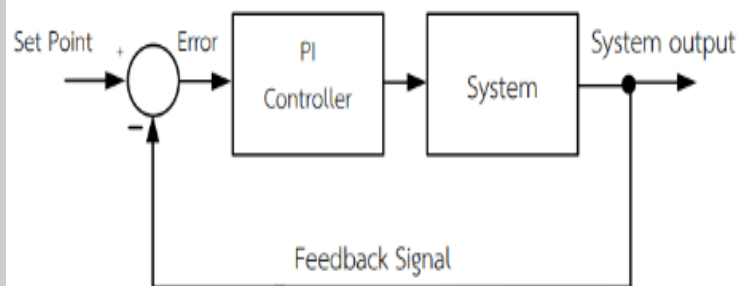 Set Point
+
Error
PI
Controller
System
System output
−
Feedback Signal